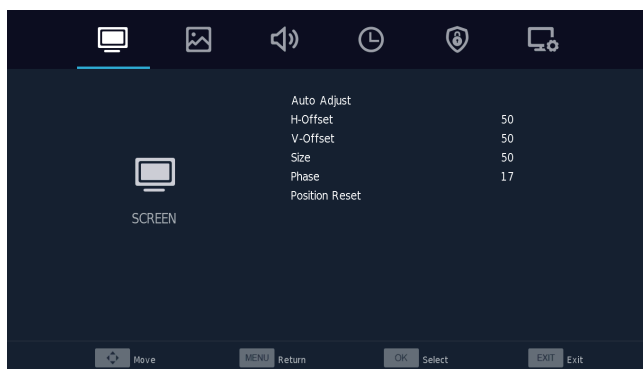 Auto Adjust
H-Offset 50
V-Offset 50
Size 50
Phase 17
Position Reset
SCREEN
Move MENU Return OK Select EXIT Exit